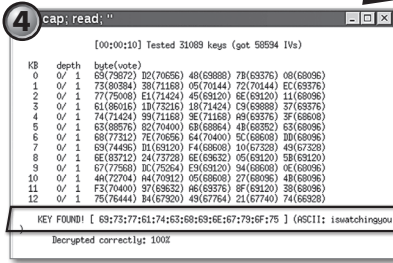 4
cap; read; "
[00:00:10] Tested 31089 keys (got 58594 IVs)
KB depth byte(vote)
0 0/ 1 69(79872) D2(70656) 48(69888) 7B(69376) 08(68096)
1 0/ 1 73(80384) 38(71168) 05(70144) 72(70144) EC(69376)
2 0/ 1 77(75008) E1(71424) 45(69120) 6E(69120) 11(68096)
3 0/ 1 61(86016) 1D(73216) 18(71424) C9(69888) 37(69376)
4 0/ 1 74(71424) 99(71168) 9E(71168) A9(69376) 3F(68608)
5 0/ 1 63(88576) 82(70400) 6B(68864) 4B(68352) 63(68096)
6 0/ 1 68(77312) 7E(70656) 64(70400) 5C(68608) DD(68096)
7 0/ 1 69(74496) D1(69120) F4(68608) 10(67328) 49(67328)
8 0/ 1 6E(83712) 24(73728) 6E(69632) 05(69120) 5B(69120)
9 0/ 1 67(77568) DC(75264) E9(69120) 94(68608) 0E(68096)
10 0/ 1 4A(72704) A4(70912) 05(68608) 27(68096) 4B(68096)
11 0/ 1 F3(70400) 97(69632) A6(69376) 8F(69120) 38(69632)
12 0/ 1 75(76444) B4(67920) 49(67764) 21(67740) 74(66928)
KEY FOUND! [ 69:73:77:61:74:63:68:69:6E:67:79:6F:75 ] (ASCII: iswatchingyou
)
Decrypted correctly: 100%